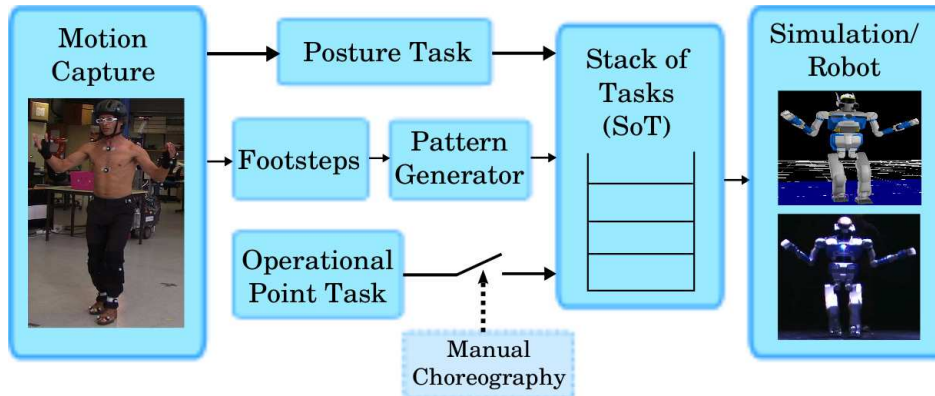 Motion
Capture
Posture Task
Footsteps
Pattern
Generator
Operational
Point Task
Manual
Choreography
Stack of
Tasks
(SoT)
Simulation/
Robot